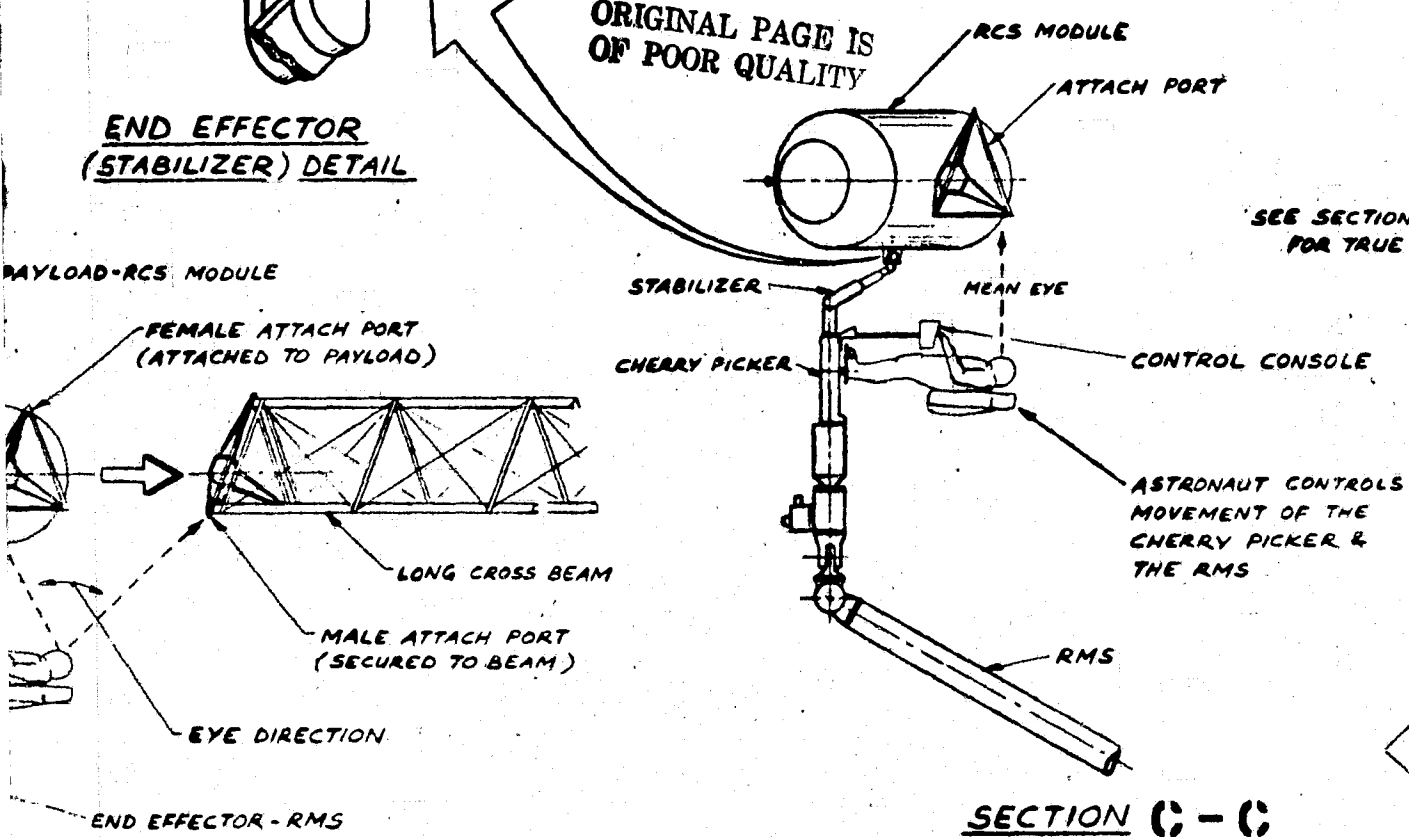 ORIGINAL PAGE IS
OF POOR QUALITY
RCS MODULE
ATTACH PORT
END EFFECTOR
(STABILIZER) DETAIL
SEE SECTION
FOR TRUE
PAYLOAD-RCS MODULE
STABILIZER
MEAN EYE
FEMALE ATTACH PORT
(ATTACHED TO PAYLOAD)
CHERRY PICKER
CONTROL CONSOLE
ASTRONAUT CONTROLS
MOVEMENT OF THE
CHERRY PICKER &
THE RMS
LONG CROSS BEAM
MALE ATTACH PORT
(SECURED TO BEAM)
RMS
EYE DIRECTION
END EFFECTOR - RMS
SECTION C - C